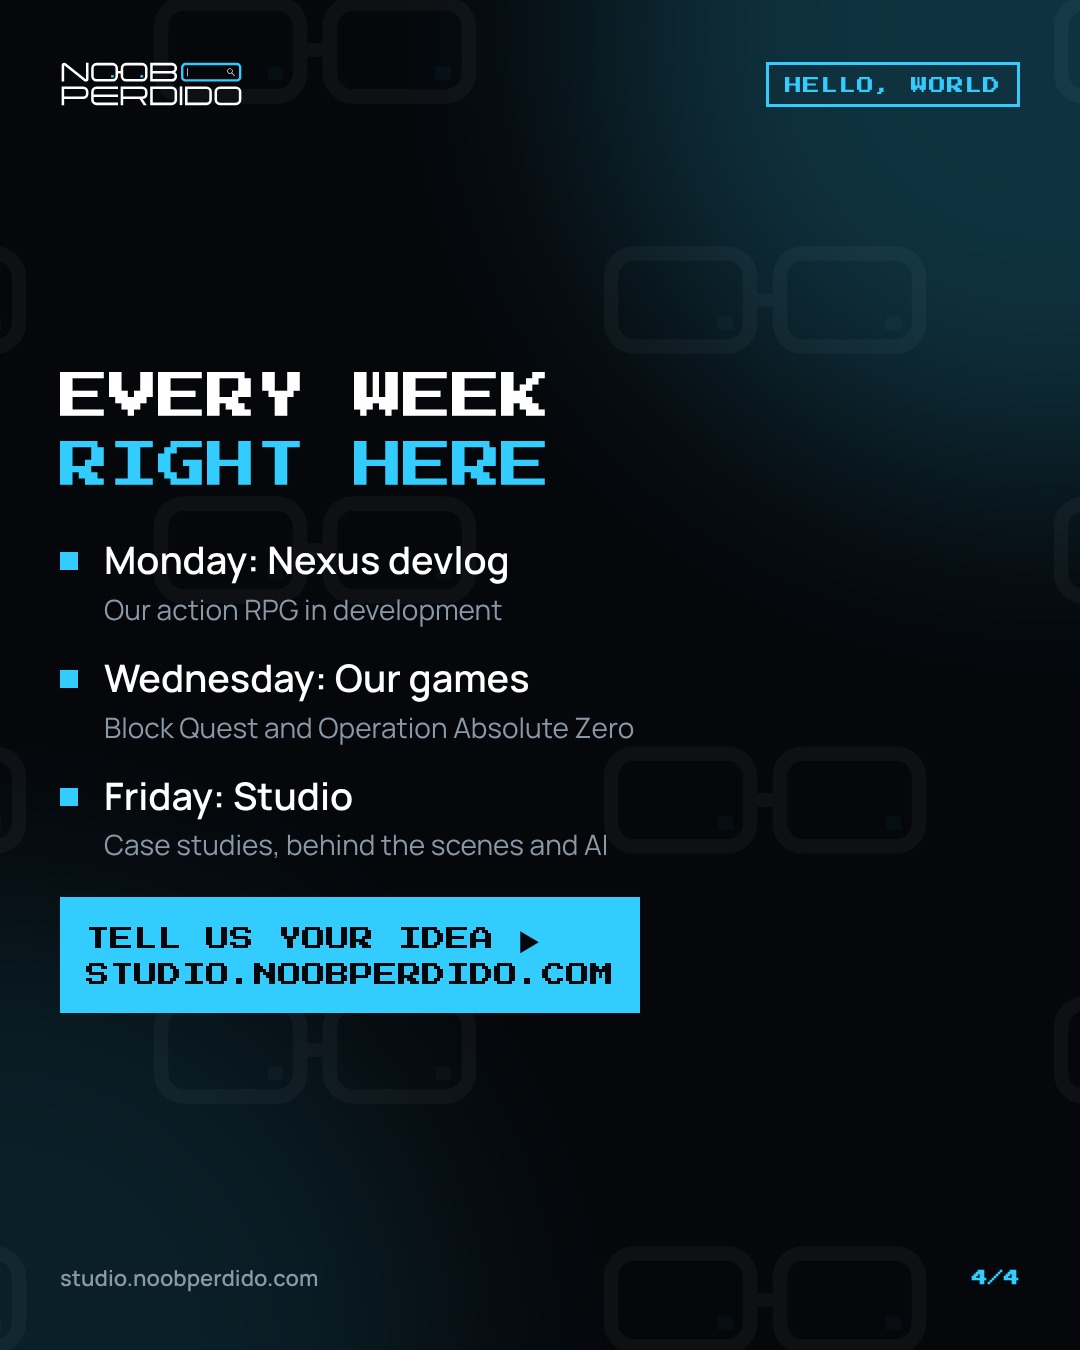 NOOB
PERDIDO
HELLO, WORLD
EVERY WEEK
RIGHT HERE
Monday: Nexus devlog
Our action RPG in development
Wednesday: Our games
Block Quest and Operation Absolute Zero
Friday: Studio
Case studies, behind the scenes and AI
TELL US YOUR IDEA ▶
STUDIO.NOOBPERDIDO.COM
studio.noobperdido.com
4/4